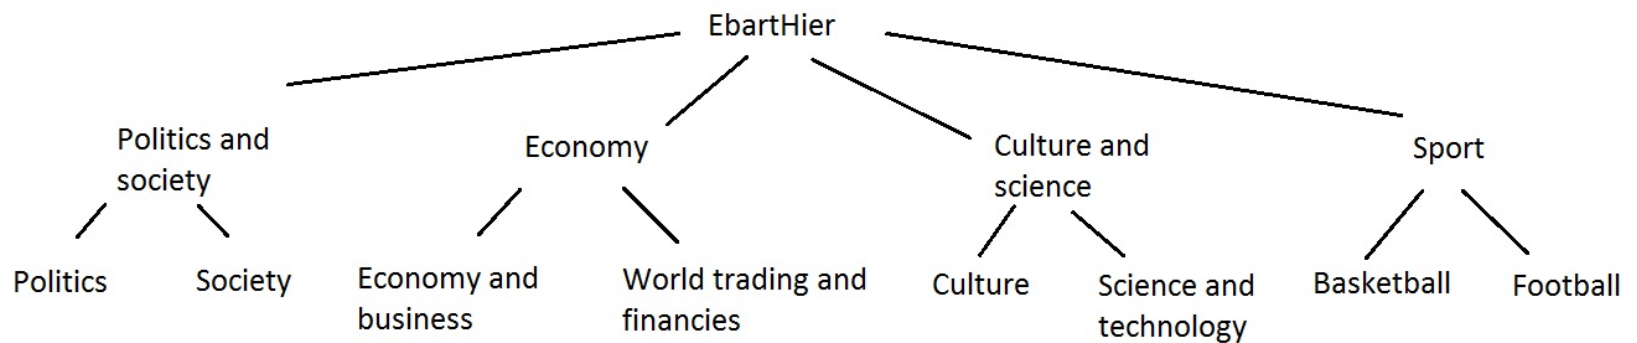 EbartHier
Politics and
society
Economy
Culture and
science
Sport
Politics
Society
Economy and
business
World trading and
financies
Culture
Science and
technology
Basketball
Football